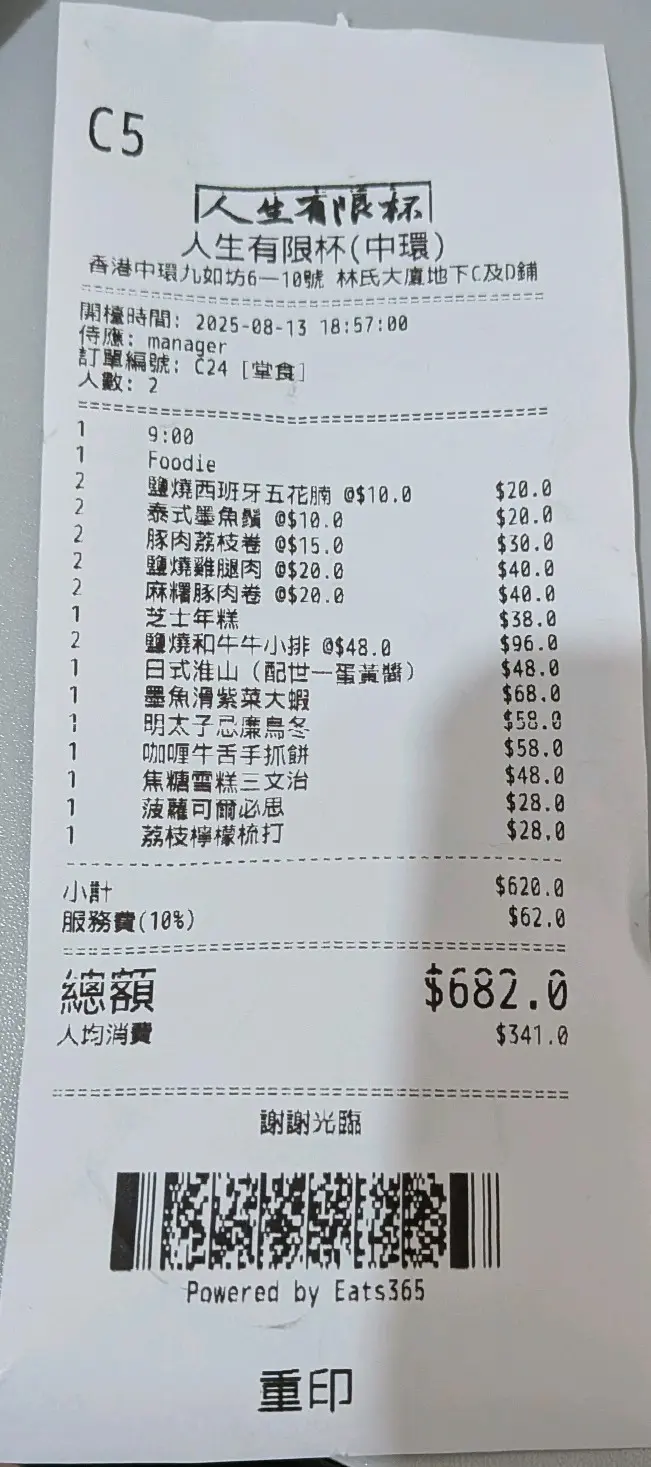 C5
人生有限杯
人生有限杯(中環)
香港中環九如坊6—10號 林氏大廈地下C及D鋪
開檯時間: 2025-08-13 18:57:00
侍應: manager
訂單編號: C24 [堂食]
人數: 2
1 9:00
1 Foodie
2 鹽燒西班牙五花腩 @$10.0 $20.0
2 泰式墨魚鬚 @$10.0 $20.0
2 豚肉荔枝卷 @$15.0 $30.0
2 鹽燒雞腿肉 @$20.0 $40.0
2 麻糬豚肉卷 @$20.0 $40.0
1 芝士年糕 $38.0
2 鹽燒和牛牛小排 @$48.0 $96.0
1 日式淮山（配世一蛋黃醬） $48.0
1 墨魚滑紫菜大蝦 $68.0
1 明太子忌廉烏冬 $58.0
1 咖喱牛舌手抓餅 $58.0
1 焦糖雪糕三文治 $48.0
1 菠蘿可爾必思 $28.0
1 荔枝檸檬梳打 $28.0
小計 $620.0
服務費(10%) $62.0
總額 $682.0
人均消費 $341.0
謝謝光臨
Powered by Eats365
重印